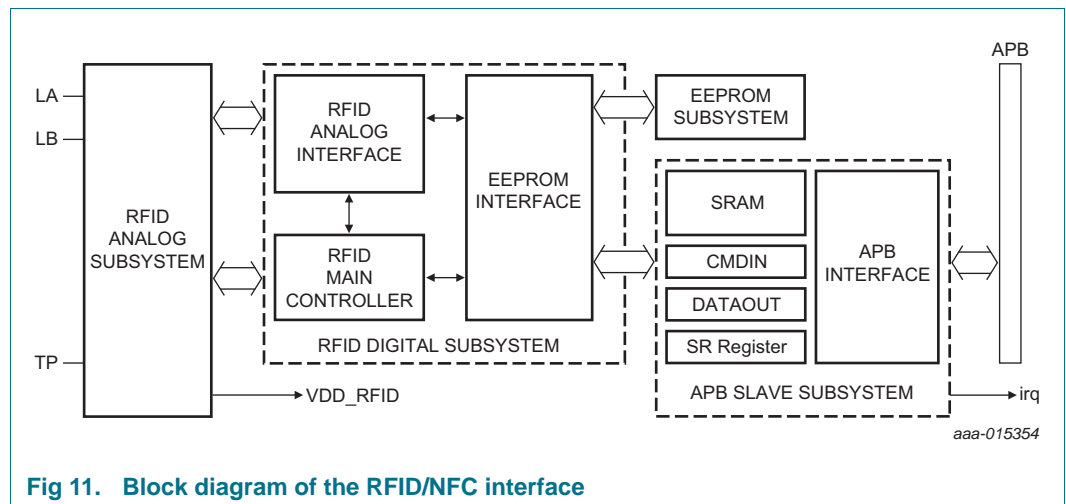 APB
LA
LB
TP
RFID
ANALOG
SUBSYSTEM
RFID
ANALOG
INTERFACE
RFID
MAIN
CONTROLLER
EEPROM
INTERFACE
RFID DIGITAL SUBSYSTEM
VDD_RFID
EEPROM
SUBSYSTEM
SRAM
CMDIN
DATAOUT
SR Register
APB
INTERFACE
APB SLAVE SUBSYSTEM
irq
aaa-015354
Fig 11. Block diagram of the RFID/NFC interface